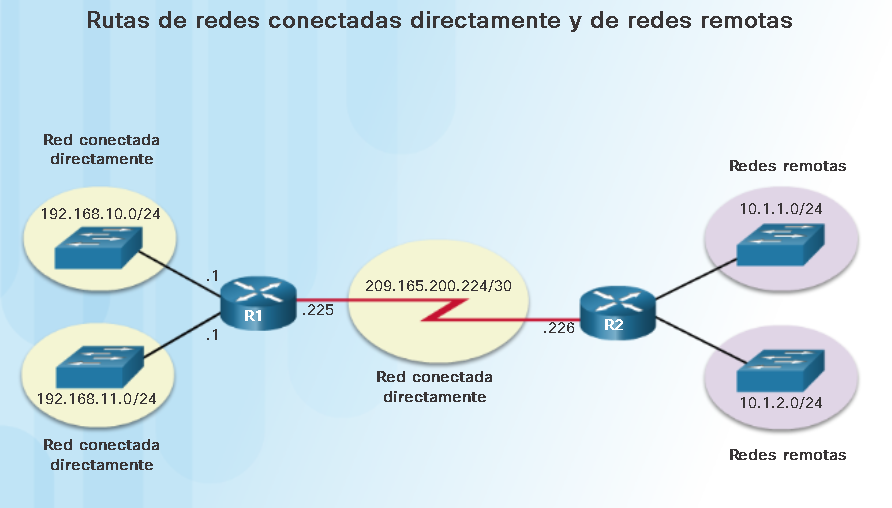 Rutas de redes conectadas directamente y de redes remotas
Red conectada
directamente
192.168.10.0/24
.1
R1
.1
192.168.11.0/24
Red conectada
directamente
.225
209.165.200.224/30
.226
Red conectada
directamente
R2
Redes remotas
10.1.1.0/24
10.1.2.0/24
Redes remotas